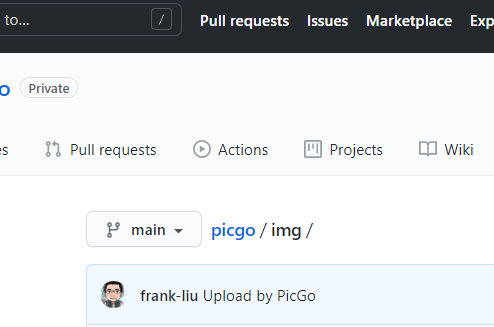 to... / Pull requests Issues Marketplace Exp
o Private
es Pull requests Actions Projects Wiki
main picgo / img /
frank-liu Upload by PicGo